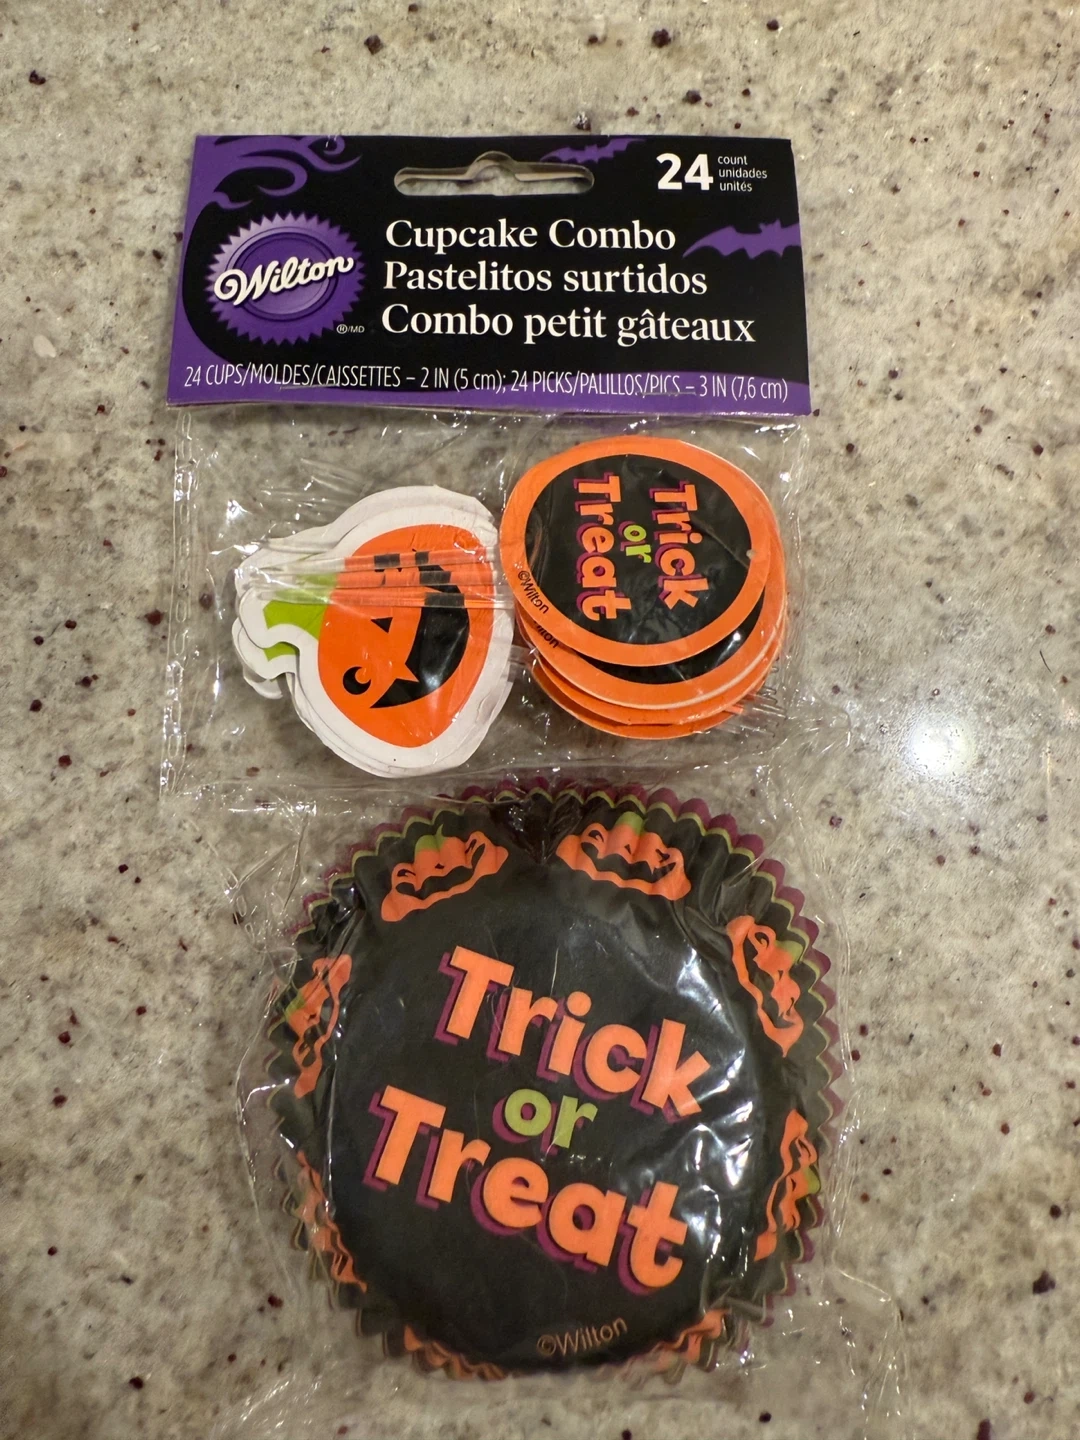 24 count
unidades
unités
Wilton
®/MD
Cupcake Combo
Pastelitos surtidos
Combo petit gâteaux
24 CUPS/MOLDES/CAISSETTES – 2 IN (5 cm); 24 PICKS/PALILLOS/PICS – 3 IN (7,6 cm)
Trick
or
Treat
©Wilton
Trick
or
Treat
©Wilton